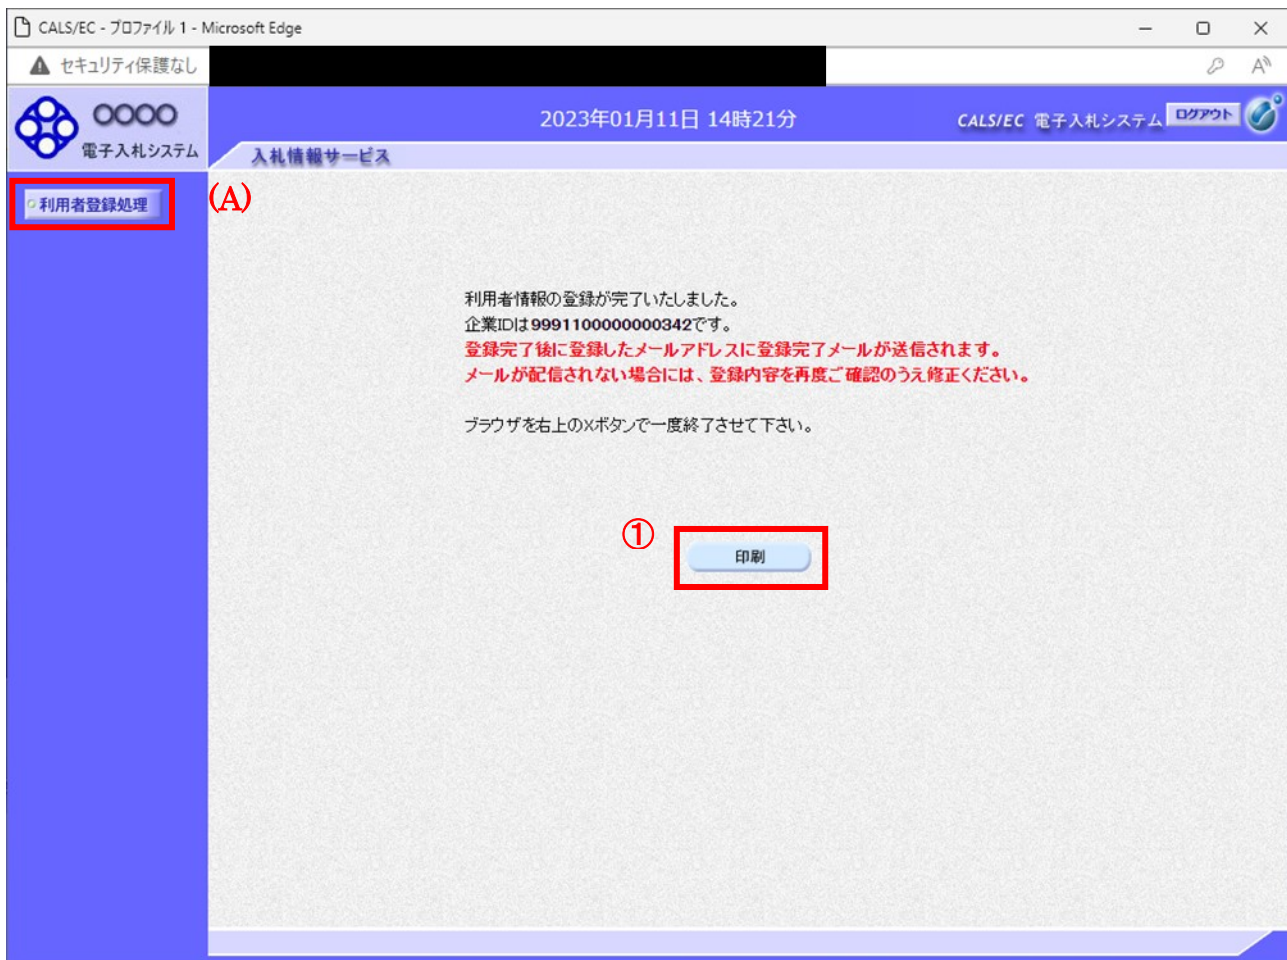 CALS/EC - プロファイル 1 - Microsoft Edge
セキュリティ保護なし
○○○○
電子入札システム
2023年01月11日 14時21分
CALS/EC 電子入札システム
ログアウト
入札情報サービス
利用者登録処理
(A)
利用者情報の登録が完了いたしました。
企業IDは9991100000000342です。
登録完了後に登録したメールアドレスに登録完了メールが送信されます。
メールが配信されない場合には、登録内容を再度ご確認のうえ修正ください。
ブラウザを右上の×ボタンで一度終了させて下さい。
①
印刷